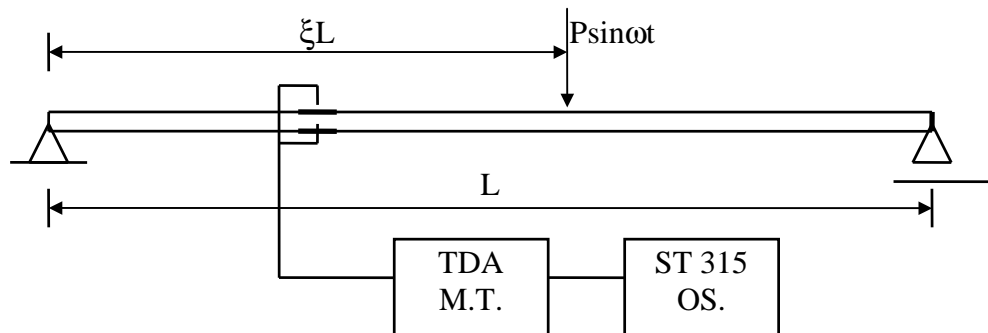 ξL
Psinωt
L
TDA
M.T.
ST 315
OS.